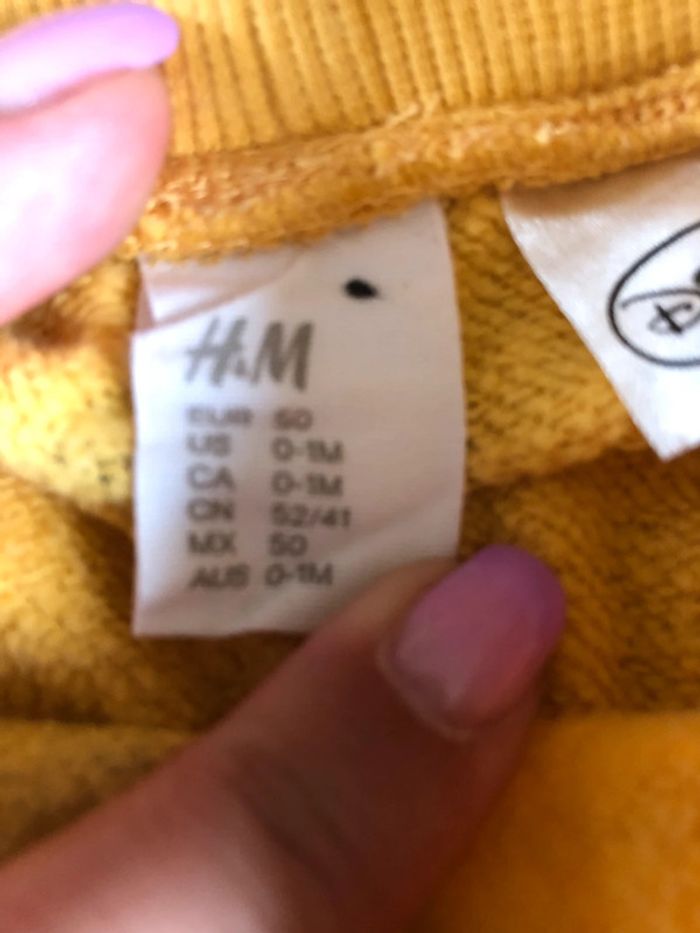 H&M
EUR 50
US 0-1M
CA 0-1M
CN 52/41
MX 50
AUS 0-1M